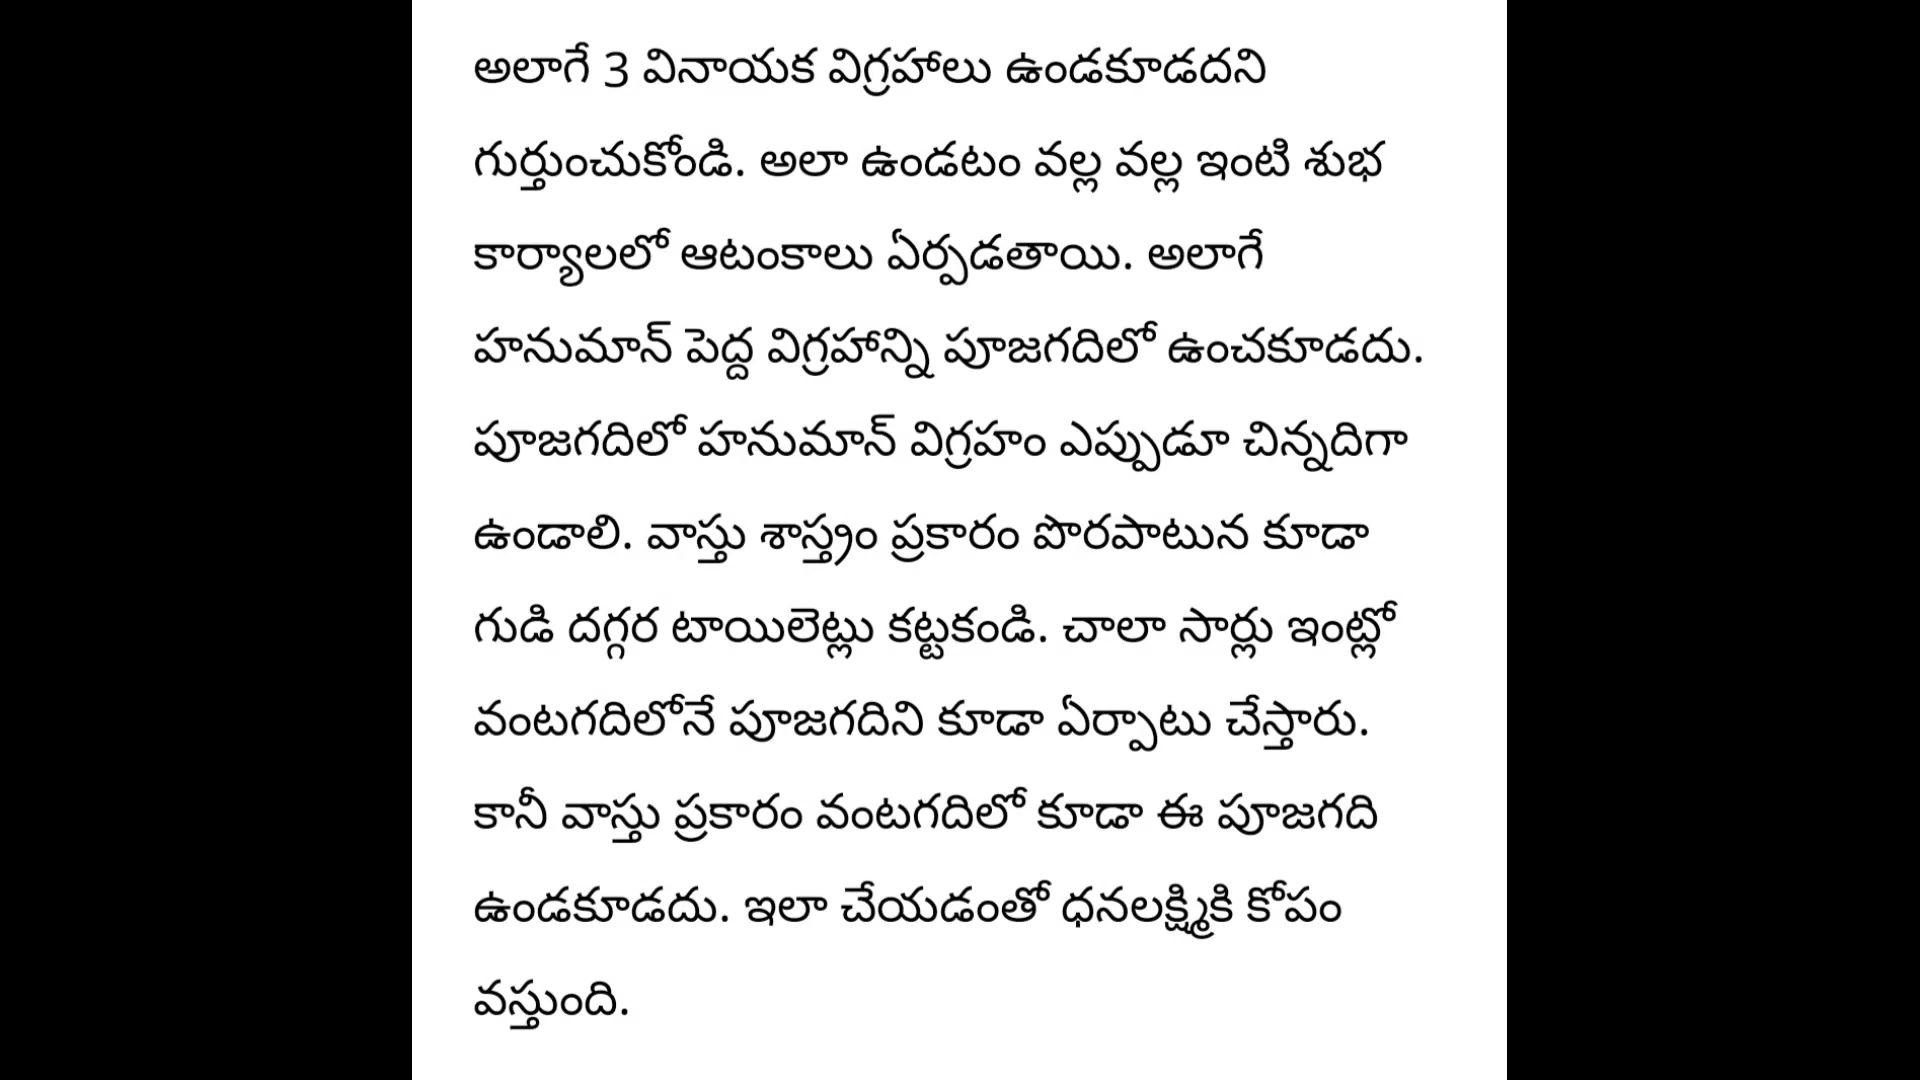 అలాగే 3 వినాయక విగ్రహాలు ఉండకూడదని
గుర్తుంచుకోండి. అలా ఉండటం వల్ల వల్ల ఇంటి శుభ
కార్యాలలో ఆటంకాలు ఏర్పడతాయి. అలాగే
హనుమాన్ పెద్ద విగ్రహాన్ని పూజగదిలో ఉంచకూడదు.
పూజగదిలో హనుమాన్ విగ్రహం ఎప్పుడూ చిన్నదిగా
ఉండాలి. వాస్తు శాస్త్రం ప్రకారం పొరపాటున కూడా
గుడి దగ్గర టాయిలెట్లు కట్టకండి. చాలా సార్లు ఇంట్లో
వంటగదిలోనే పూజగదిని కూడా ఏర్పాటు చేస్తారు.
కానీ వాస్తు ప్రకారం వంటగదిలో కూడా ఈ పూజగది
ఉండకూడదు. ఇలా చేయడంతో ధనలక్ష్మికి కోపం
వస్తుంది.